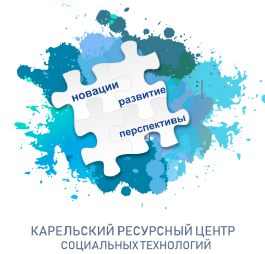 новации
развитие
перспективы
КАРЕЛЬСКИЙ РЕСУРСНЫЙ ЦЕНТР
СОЦИАЛЬНЫХ ТЕХНОЛОГИЙ